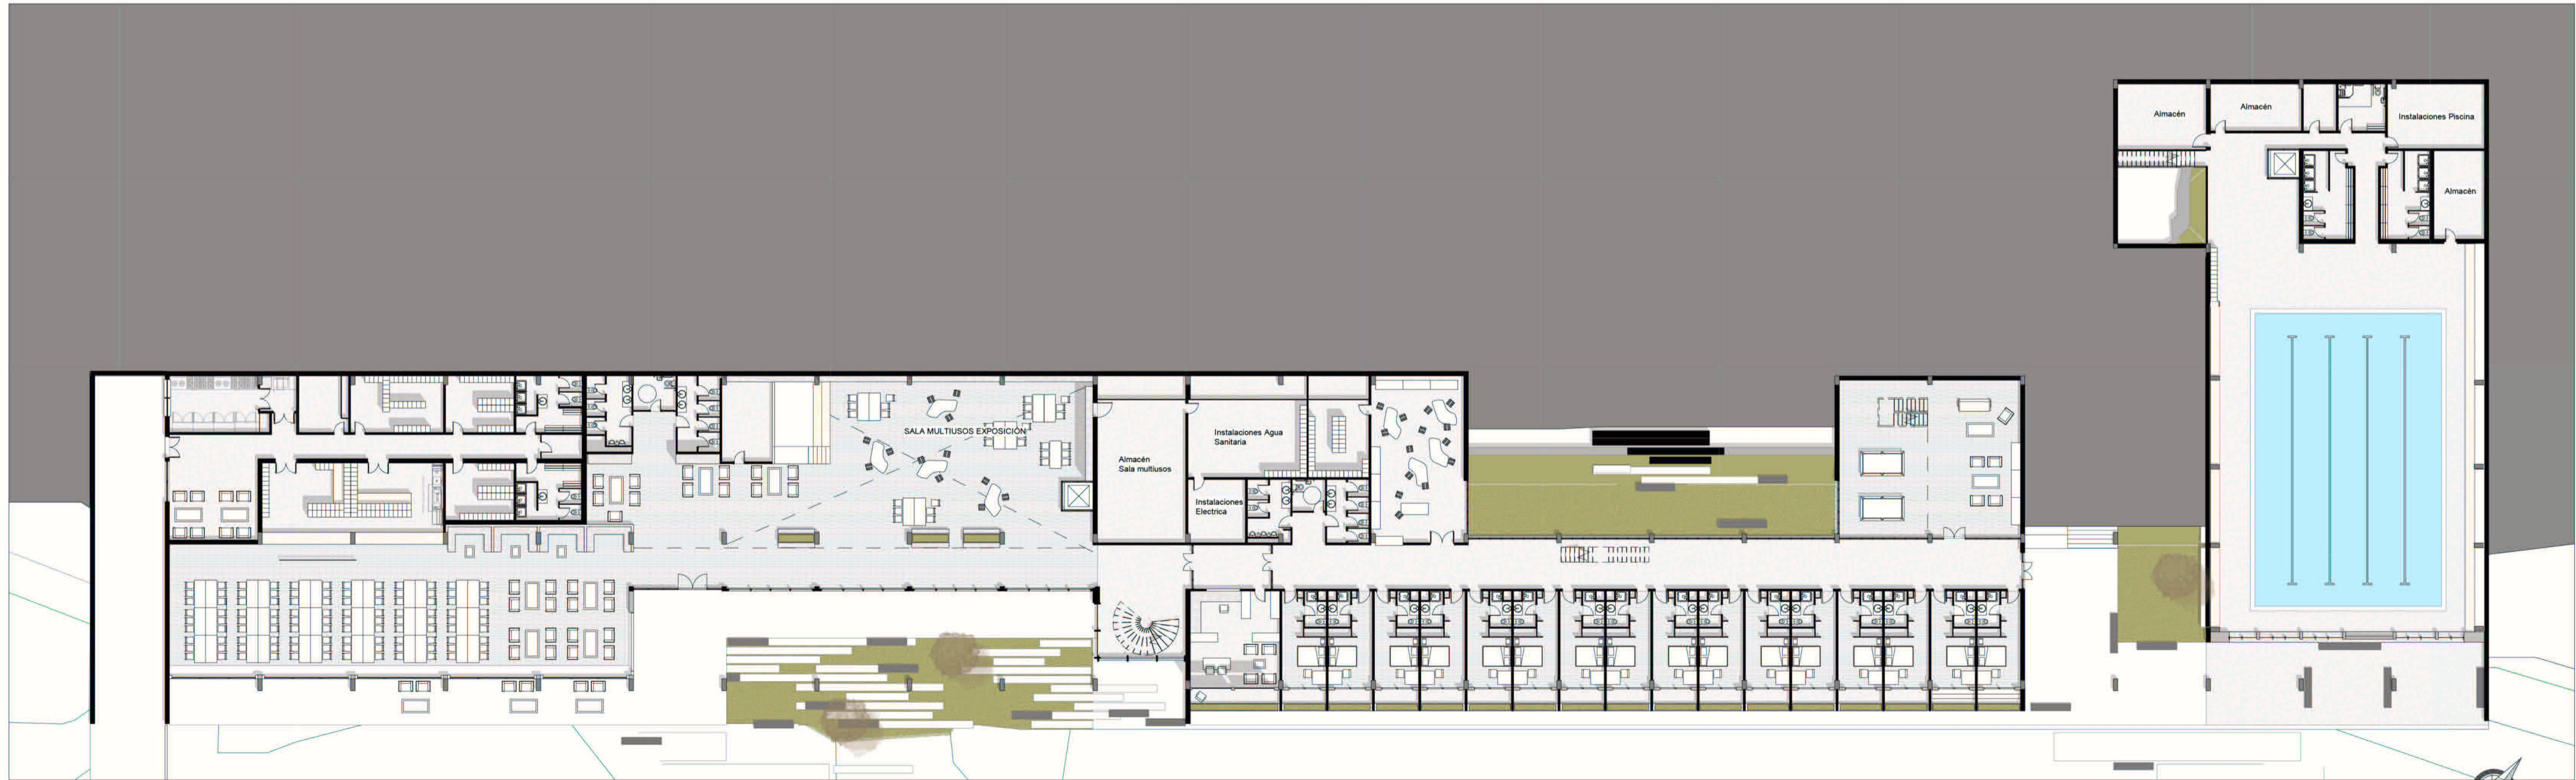 Almacén
Almacén
Instalaciones Piscina
Almacén
SALA MULTIUSOS EXPOSICIÓN
Almacén
Sala multiusos
Instalaciones Agua
Sanitaria
Instalaciones
Electrica